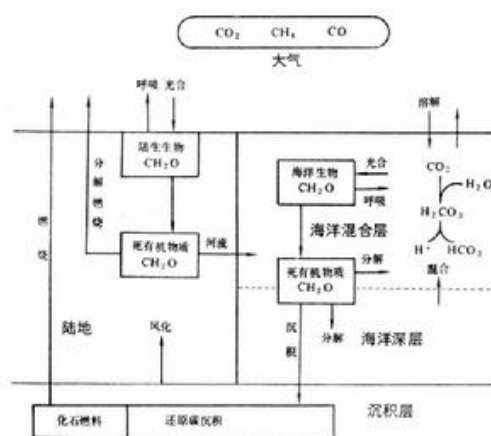 CO₂ CH₄ CO
大气
呼吸 光合
溶解
陆生生物
CH₂O
分解燃烧
燃烧
死有机物质
CH₂O
河流
海洋生物
CH₂O
光合
呼吸
CO₂
H₂O
H₂CO₃
H⁺ HCO₃
混合
海洋混合层
死有机物质
CH₂O
分解
分解
沉积
海洋深层
陆地
风化
沉积层
化石燃料
还原碳沉积